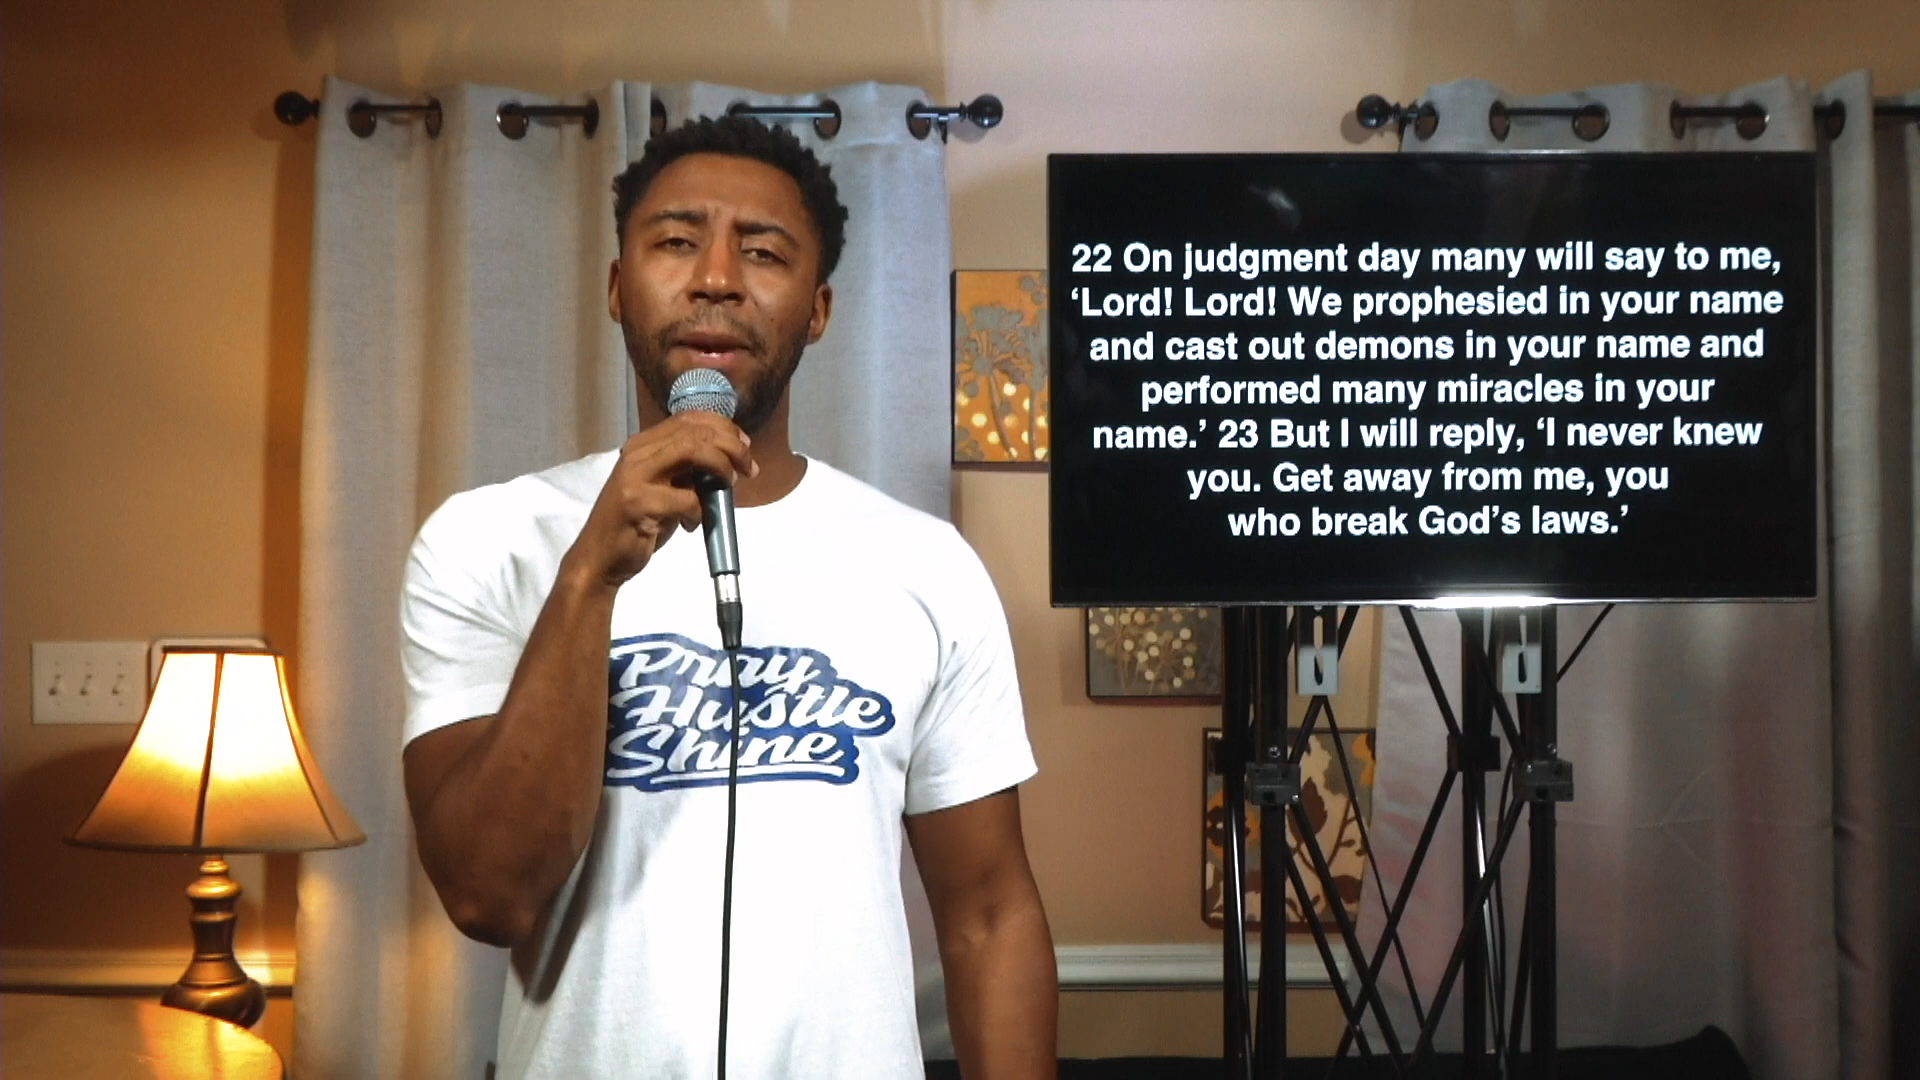 22 On judgment day many will say to me,
‘Lord! Lord! We prophesied in your name
and cast out demons in your name and
performed many miracles in your
name.’ 23 But I will reply, ‘I never knew
you. Get away from me, you
who break God’s laws.’
Pray
Hustle
Shine